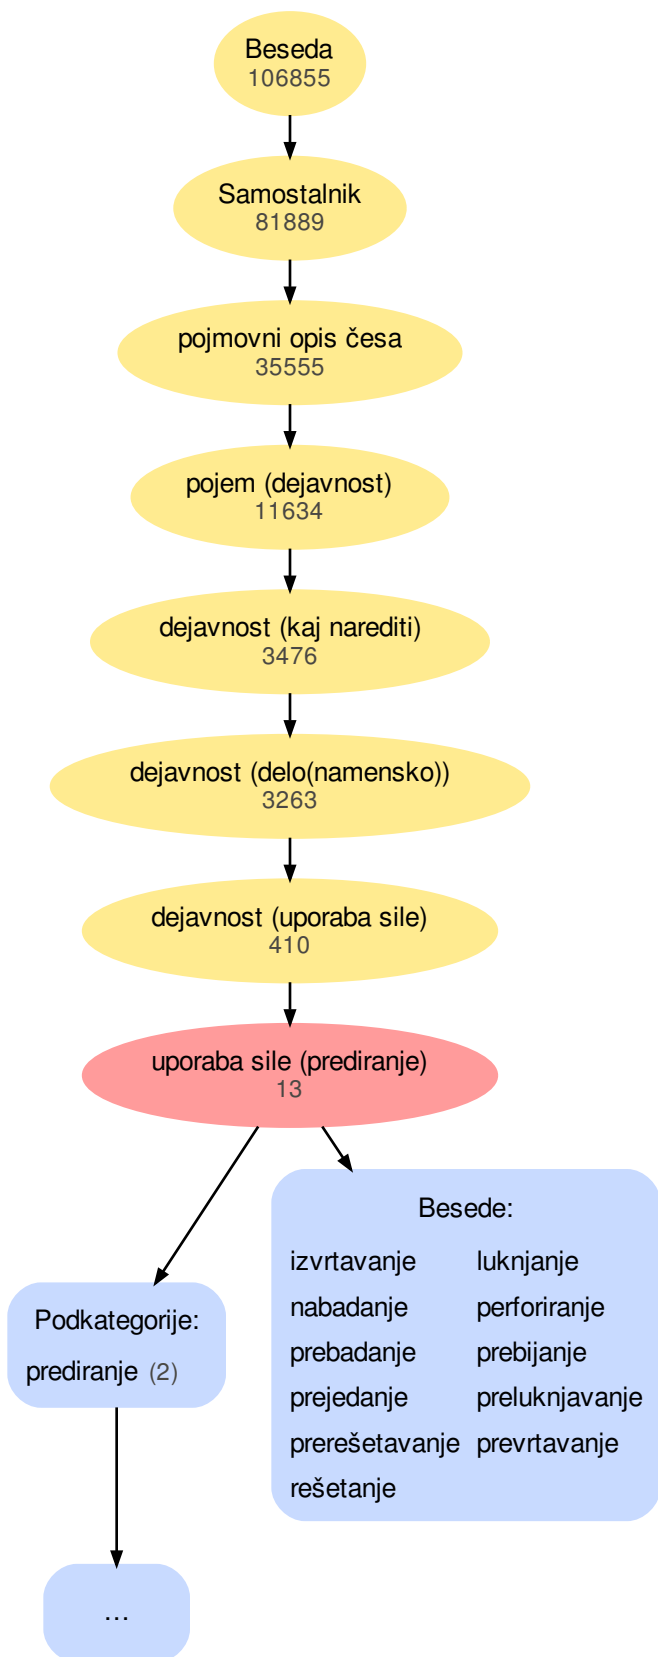 Beseda
106855
Samostalnik
81889
pojmovni opis česa
35555
pojem (dejavnost)
11634
dejavnost (kaj narediti)
3476
dejavnost (delo(namensko))
3263
dejavnost (uporaba sile)
410
uporaba sile (prediranje)
13
Besede:
izvrtavanje luknjanje
nabadanje perforiranje
prebadanje prebijanje
prejedanje preluknjavanje
prerešetavanje prevrtavanje
rešetanje
Podkategorije:
prediranje (2)
...